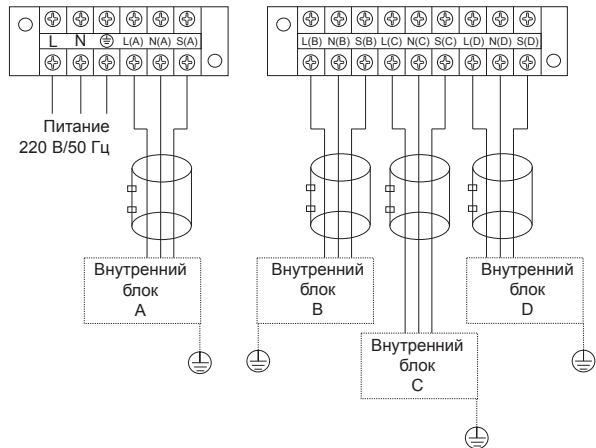 L N L(A) N(A) S(A)
L(B) N(B) S(B) L(C) N(C) S(C) L(D) N(D) S(D)
Питание
220 В/50 Гц
Внутренний
блок
A
Внутренний
блок
B
Внутренний
блок
C
Внутренний
блок
D